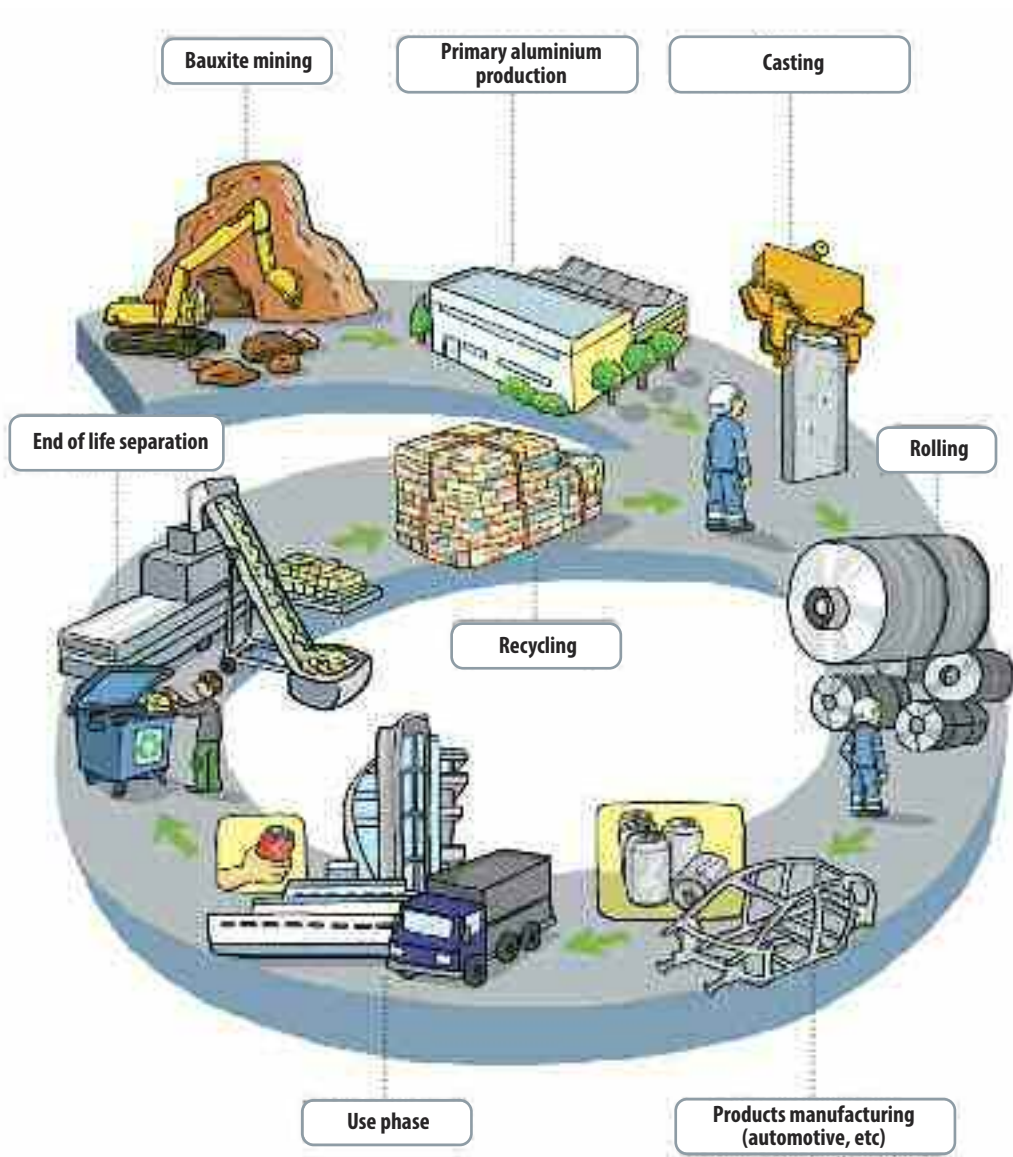 Bauxite mining
Primary aluminium
production
Casting
End of life separation
Rolling
Recycling
Use phase
Products manufacturing
(automotive, etc)